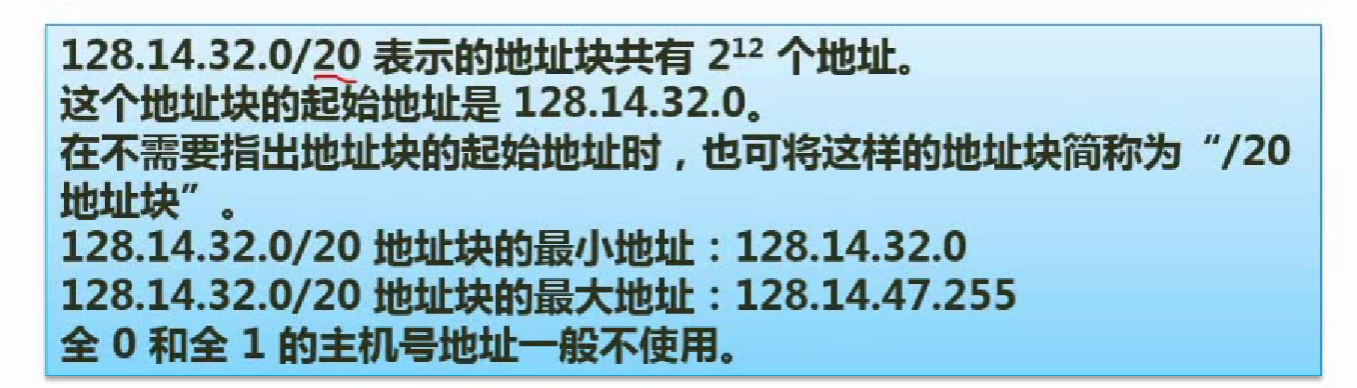 128.14.32.0/20 表示的地址块共有 2¹² 个地址。
这个地址块的起始地址是 128.14.32.0。
在不需要指出地址块的起始地址时，也可将这样的地址块简称为“/20
地址块”。
128.14.32.0/20 地址块的最小地址：128.14.32.0
128.14.32.0/20 地址块的最大地址：128.14.47.255
全 0 和全 1 的主机号地址一般不使用。